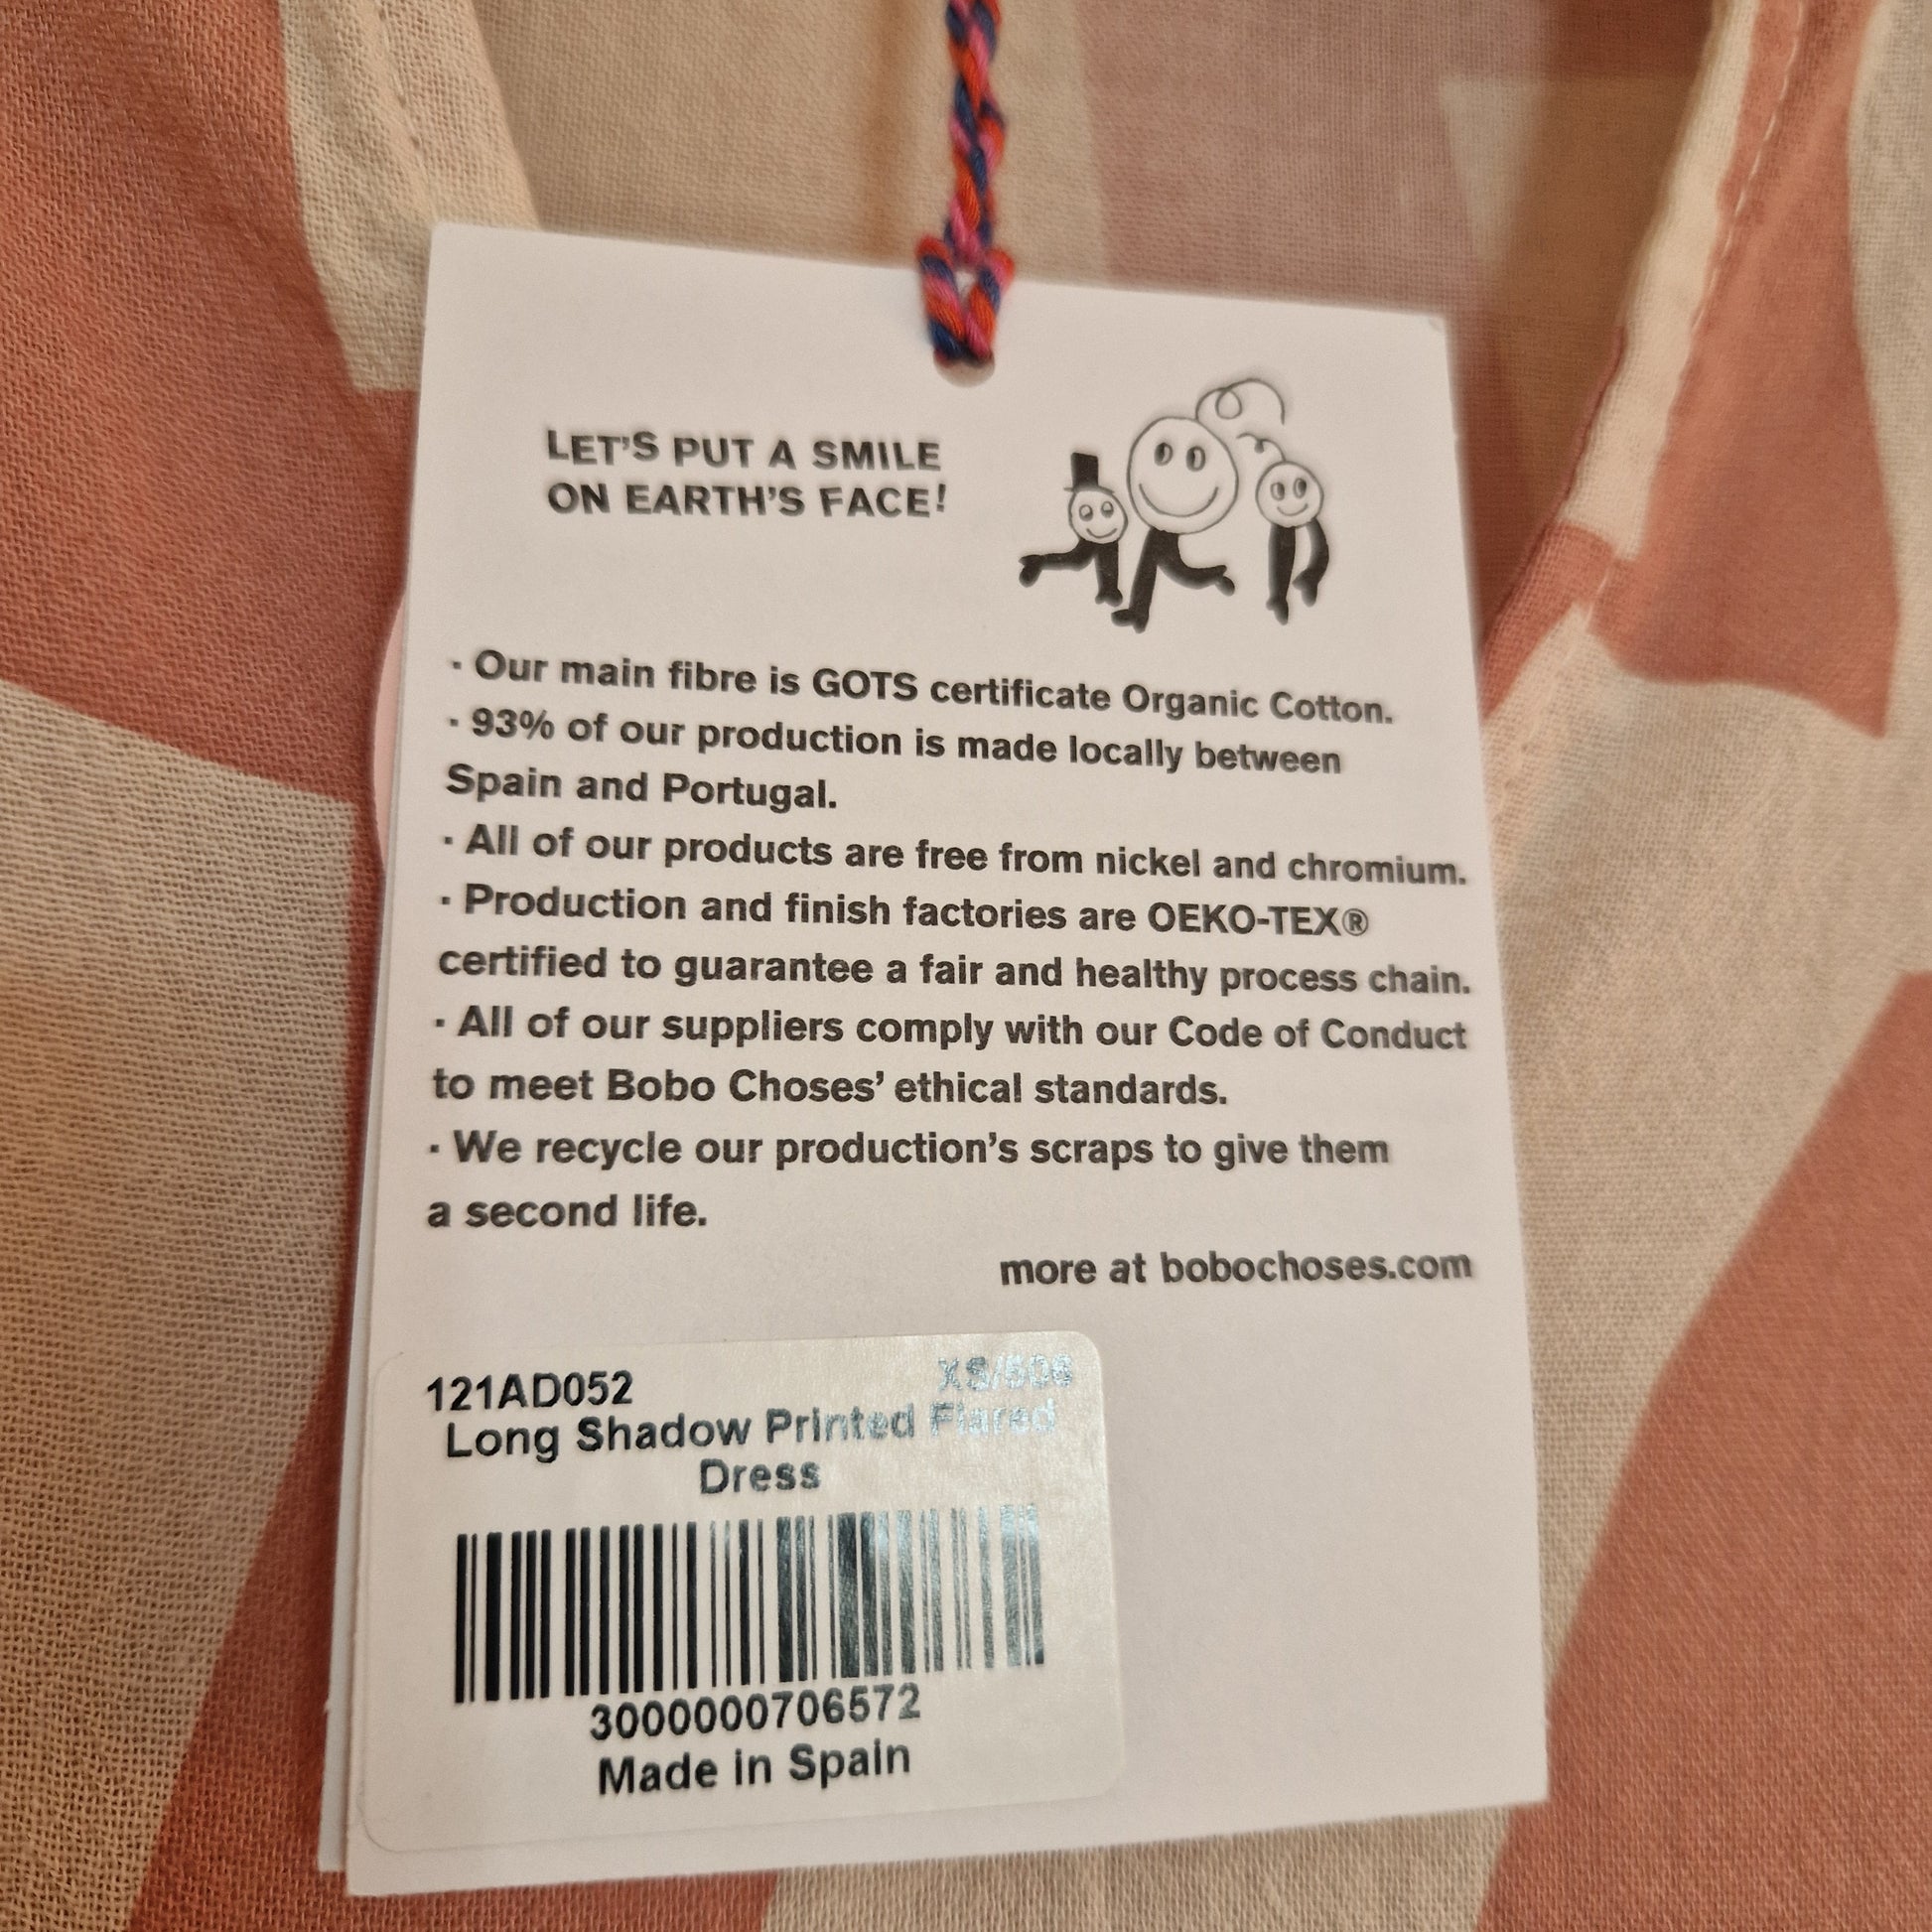 LET'S PUT A SMILE
ON EARTH'S FACE!
· Our main fibre is GOTS certificate Organic Cotton.
· 93% of our production is made locally between
Spain and Portugal.
· All of our products are free from nickel and chromium.
· Production and finish factories are OEKO-TEX®
certified to guarantee a fair and healthy process chain.
· All of our suppliers comply with our Code of Conduct
to meet Bobo Choses' ethical standards.
· We recycle our production's scraps to give them
a second life.
more at bobochoses.com
121AD052
Long Shadow Printed Flared
Dress
3000000706572
Made in Spain